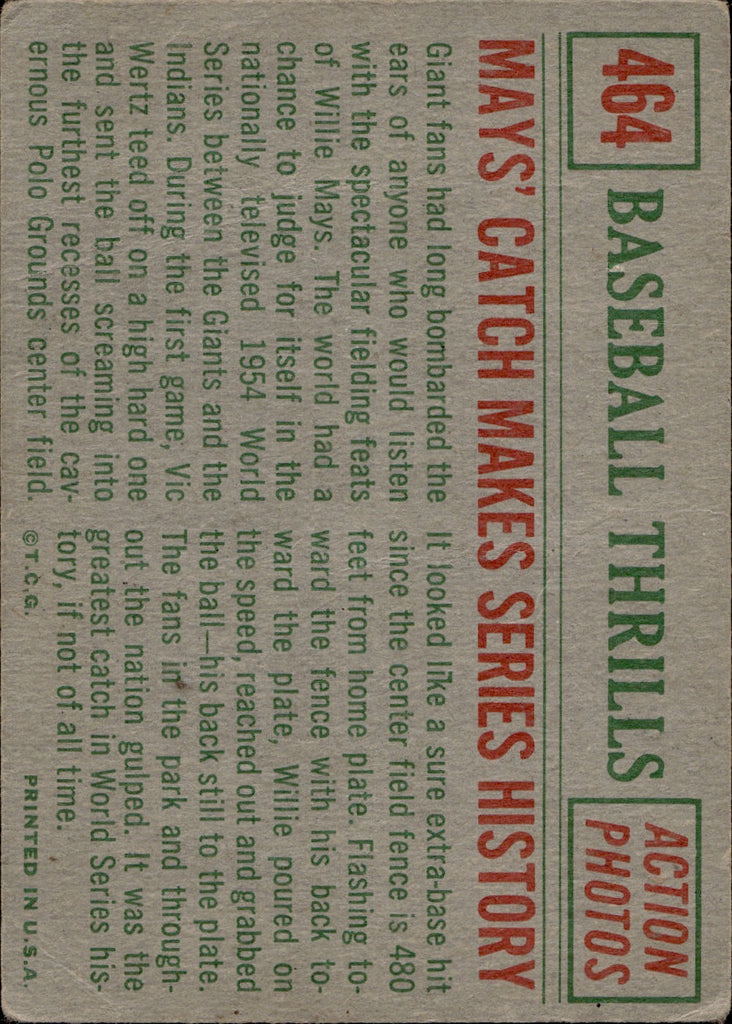 464
BASEBALL THRILLS
ACTION
PHOTOS
MAYS' CATCH MAKES SERIES HISTORY
Giant fans had long bombarded the
ears of anyone who would listen
with the spectacular fielding feats
of Willie Mays. The world had a
chance to judge for itself in the
nationally televised 1954 World
Series between the Giants and the
Indians. During the first game, Vic
Wertz teed off on a high hard one
and sent the ball screaming into
the furthest recesses of the cav-
ernous Polo Grounds center field.
It looked like a sure extra-base hit
since the center field fence is 480
feet from home plate. Flashing to-
ward the fence with his back to-
ward the plate, Willie poured on
the speed, reached out and grabbed
the ball—his back still to the plate.
The fans in the park and through-
out the nation gulped. It was the
greatest catch in World Series his-
tory, if not of all time.
©T.C.G.
PRINTED IN U.S.A.